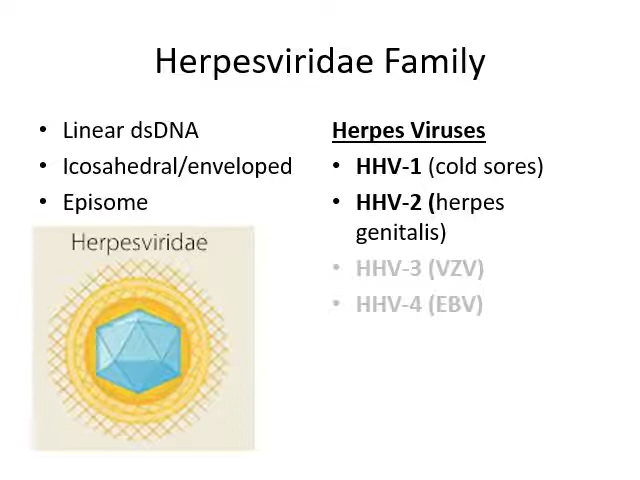 Herpesviridae Family
• Linear dsDNA
• Icosahedral/enveloped
• Episome
Herpesviridae
Herpes Viruses
• HHV-1 (cold sores)
• HHV-2 (herpes
genitalis)
• HHV-3 (VZV)
• HHV-4 (EBV)